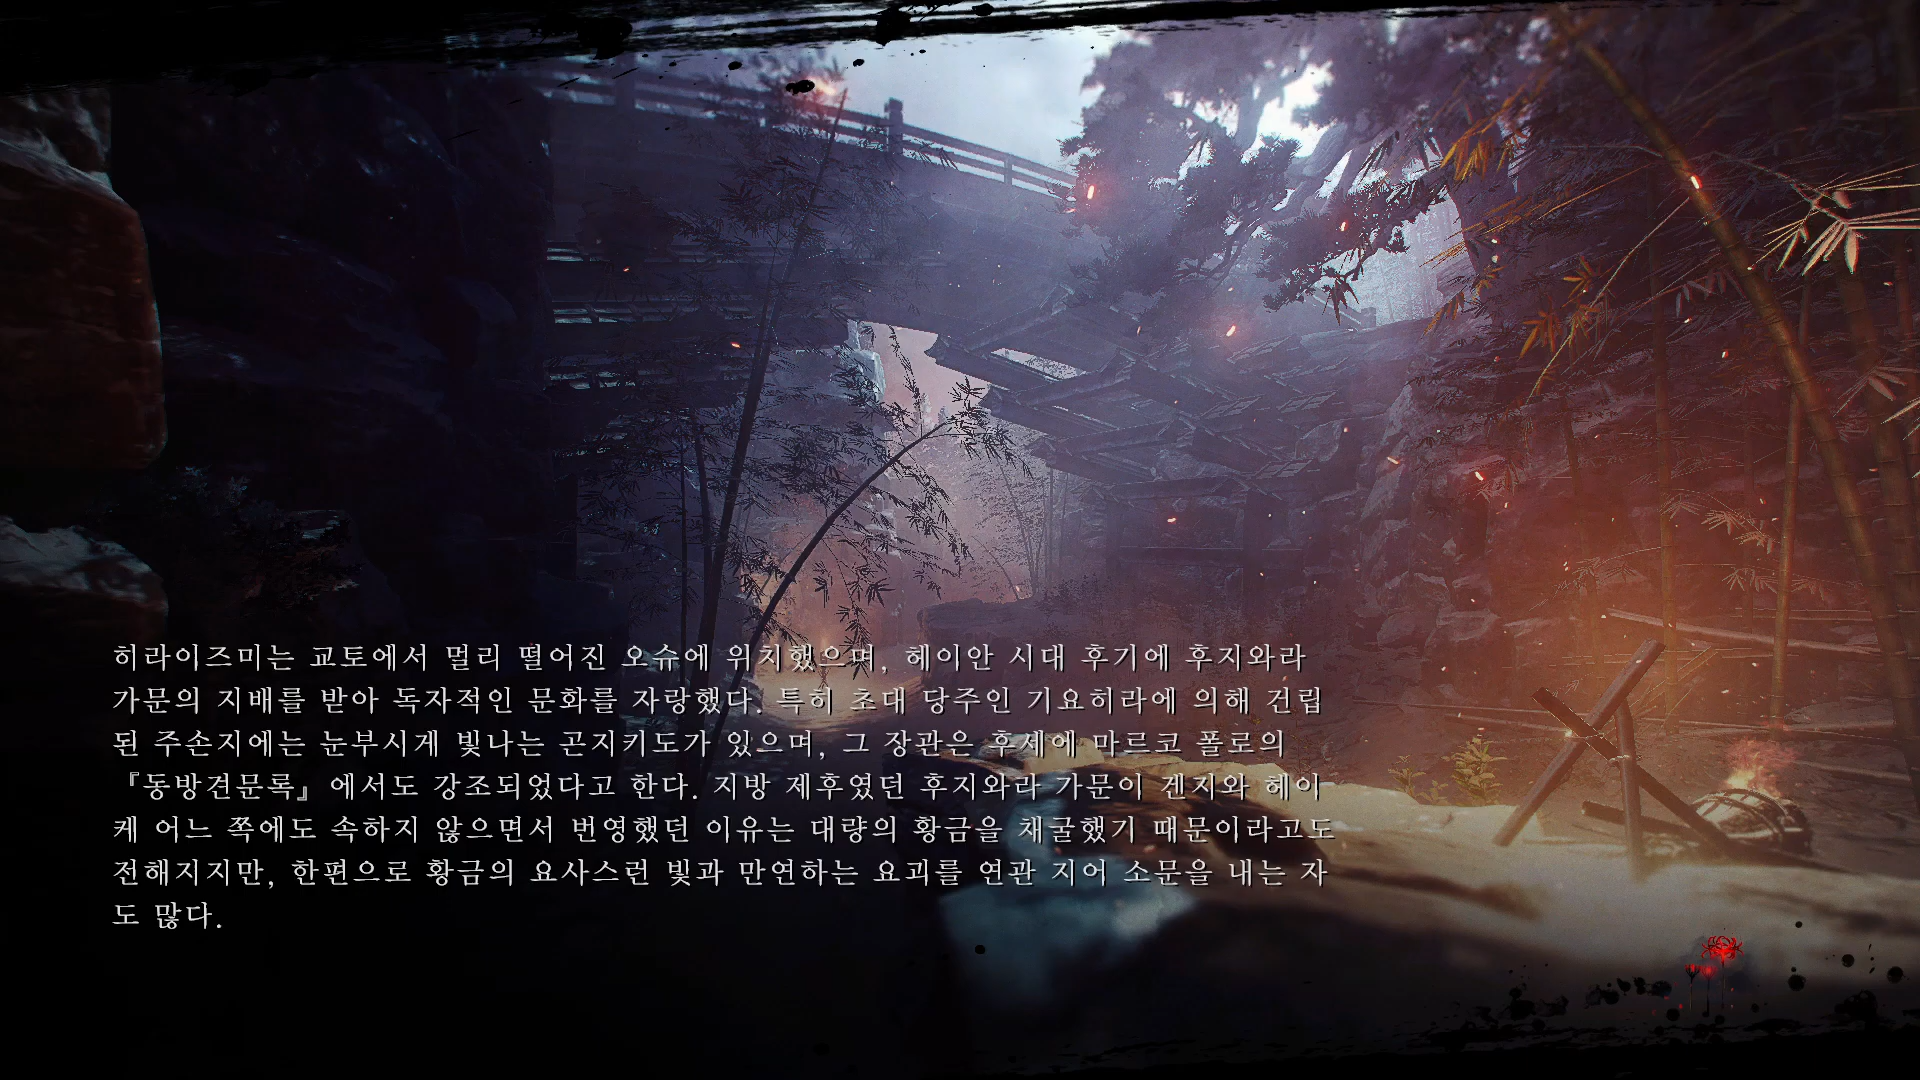 히라이즈미는 교토에서 멀리 떨어진 오슈에 위치했으며, 헤이안 시대 후기에 후지와라
가문의 지배를 받아 독자적인 문화를 자랑했다. 특히 초대 당주인 기요히라에 의해 건립
된 주손지에는 눈부시게 빛나는 곤지키도가 있으며, 그 장관은 후세에 마르코 폴로의
『동방견문록』에서도 강조되었다고 한다. 지방 제후였던 후지와라 가문이 겐지와 헤이
케 어느 쪽에도 속하지 않으면서 번영했던 이유는 대량의 황금을 채굴했기 때문이라고도
전해지지만, 한편으로 황금의 요사스런 빛과 만연하는 요괴를 연관 지어 소문을 내는 자
도 많다.